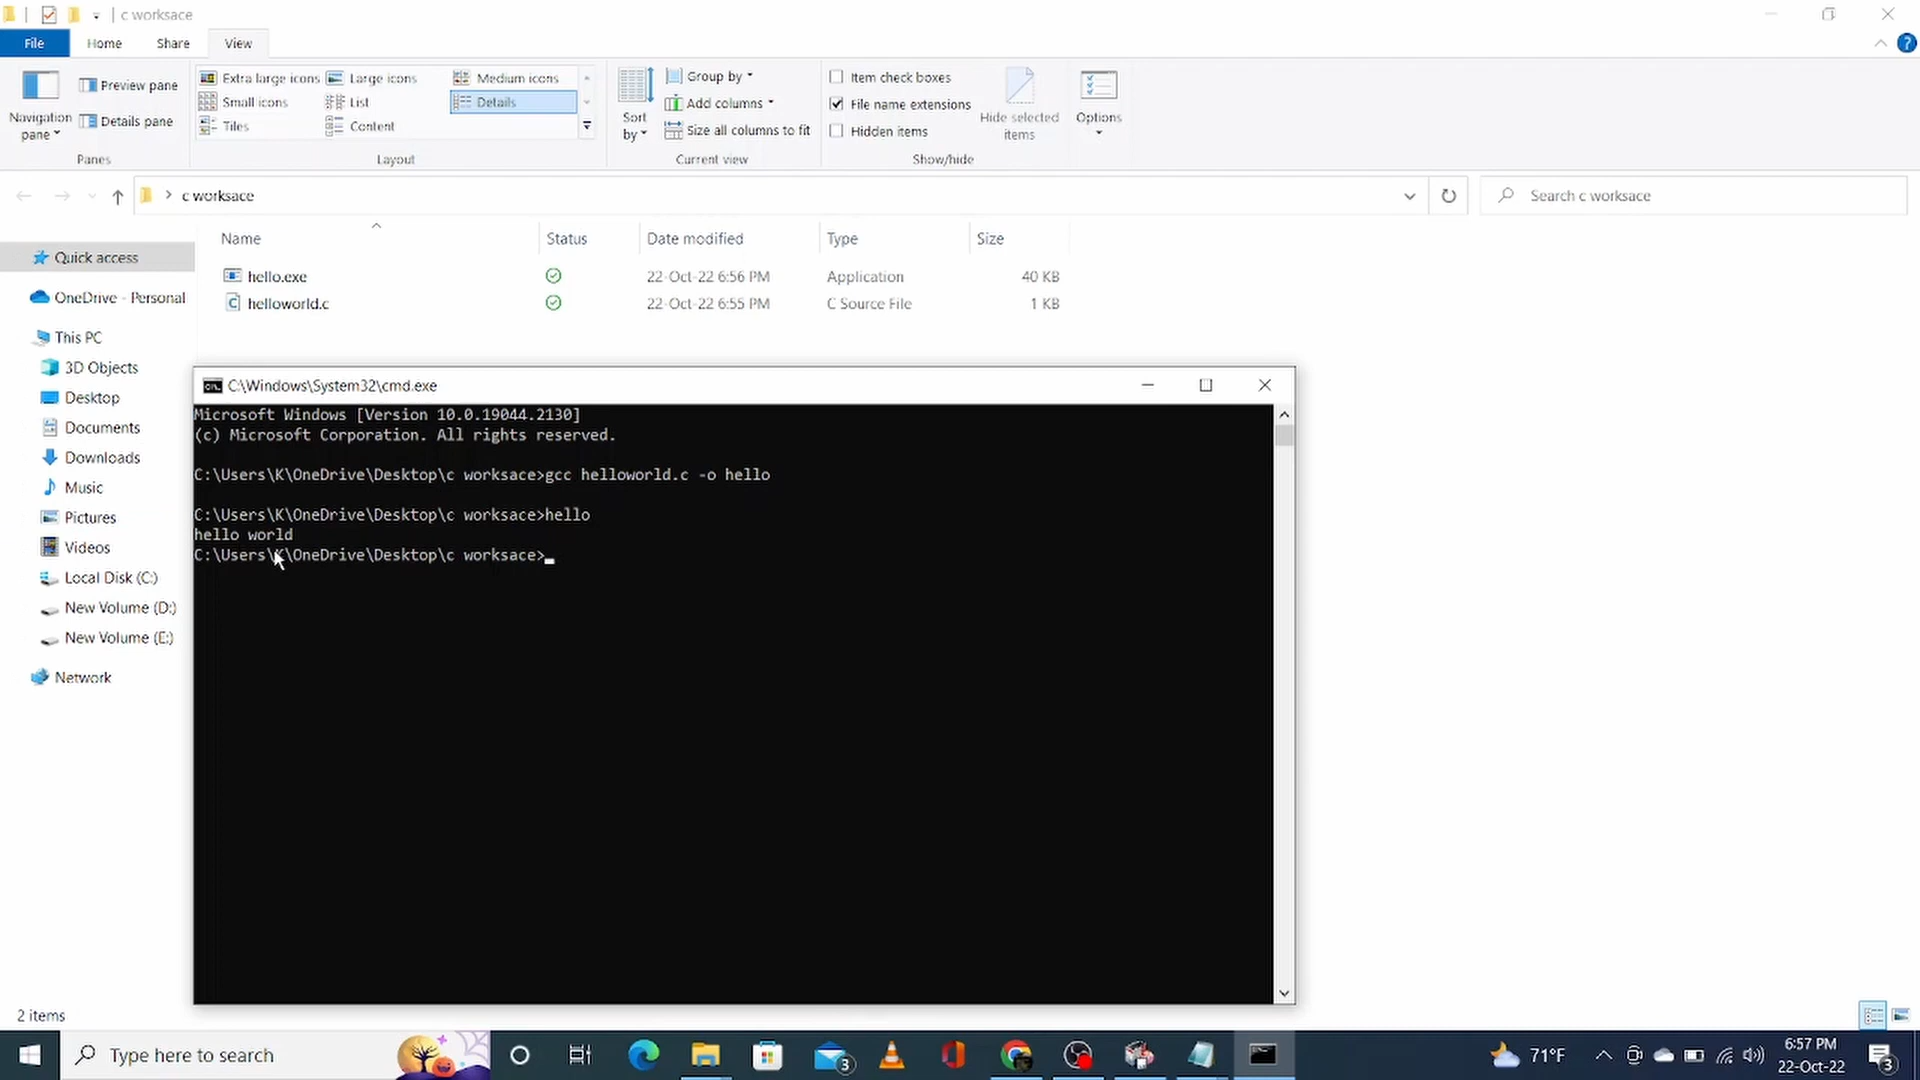 c worksace
File Home Share View
Preview pane
Navigation pane
Details pane
Extra large icons Large icons Medium icons
Small icons List Details
Tiles Content
Sort by
Group by
Add columns
Size all columns to fit
Item check boxes
File name extensions
Hidden items
Hide selected items
Options
Panes Layout Current view Show/hide
c worksace
Search c worksace
Name Status Date modified Type Size
hello.exe 22-Oct-22 6:56 PM Application 40 KB
helloworld.c 22-Oct-22 6:55 PM C Source File 1 KB
Quick access
OneDrive - Personal
This PC
3D Objects
Desktop
Documents
Downloads
Music
Pictures
Videos
Local Disk (C:)
New Volume (D:)
New Volume (E:)
Network
C:\Windows\System32\cmd.exe
Microsoft Windows [Version 10.0.19044.2130]
(c) Microsoft Corporation. All rights reserved.
C:\Users\K\OneDrive\Desktop\c worksace>gcc helloworld.c -o hello
C:\Users\K\OneDrive\Desktop\c worksace>hello
hello world
C:\Users\K\OneDrive\Desktop\c worksace>
2 items
Type here to search
3
71°F
6:57 PM
22-Oct-22
3